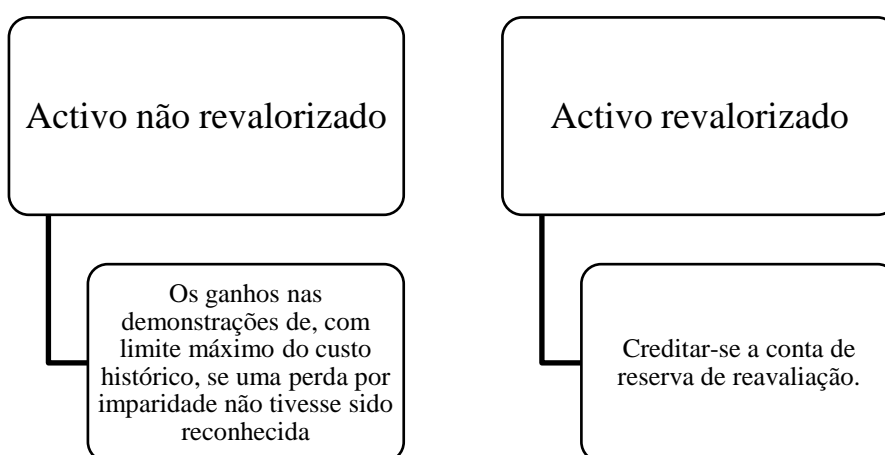 Activo não revalorizado
Os ganhos nas
demonstrações de, com
limite máximo do custo
histórico, se uma perda por
imparidade não tivesse sido
reconhecida
Activo revalorizado
Creditar-se a conta de
reserva de reavaliação.